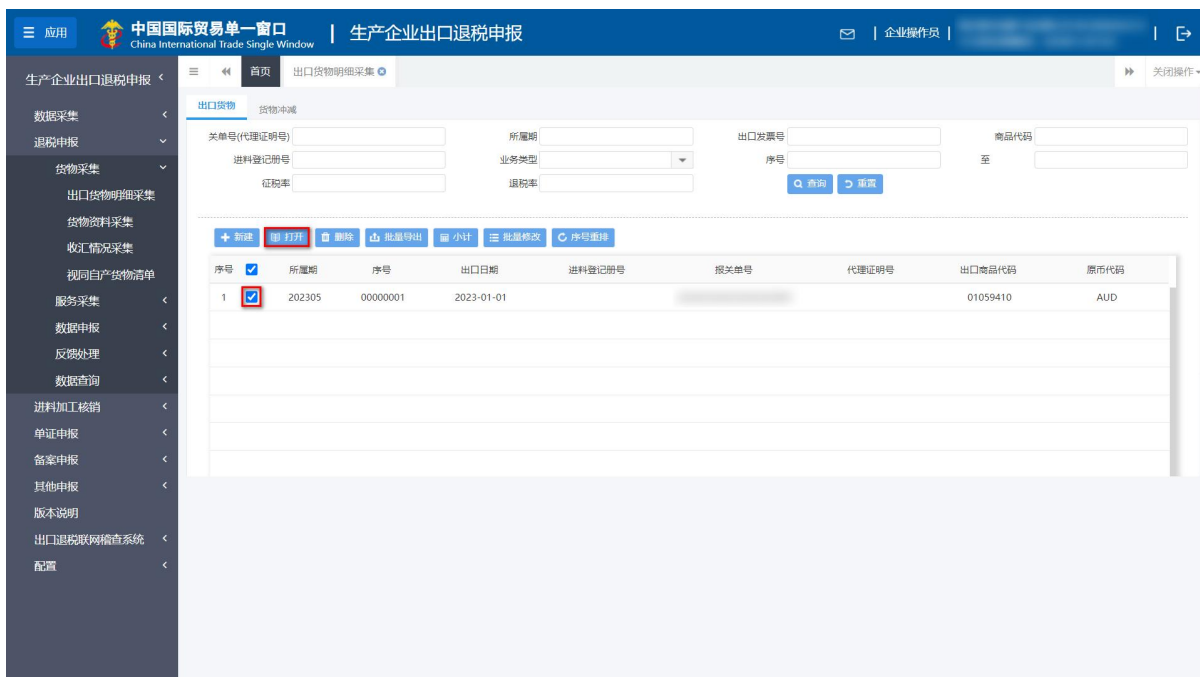 应用 中国国际贸易单一窗口 生产企业出口退税申报 企业操作员
China International Trade Single Window
生产企业出口退税申报 首页 出口货物明细采集 关闭操作
数据采集
退税申报
货物采集
出口货物明细采集
货物资料采集
收汇情况采集
视同自产货物清单
服务采集
数据申报
反馈处理
数据查询
进料加工核销
单证申报
备案申报
其他申报
版本说明
出口退税联网稽查系统
配置
出口货物 货物冲减
关单号(代理证明号) 所属期 出口发票号 商品代码
进料登记册号 业务类型 序号 至
征税率 退税率 查询 重置
新建 打开 删除 批量导出 小计 批量修改 序号重排
序号 所属期 序号 出口日期 进料登记册号 报关单号 代理证明号 出口商品代码 原币代码
1 202305 00000001 2023-01-01 01059410 AUD